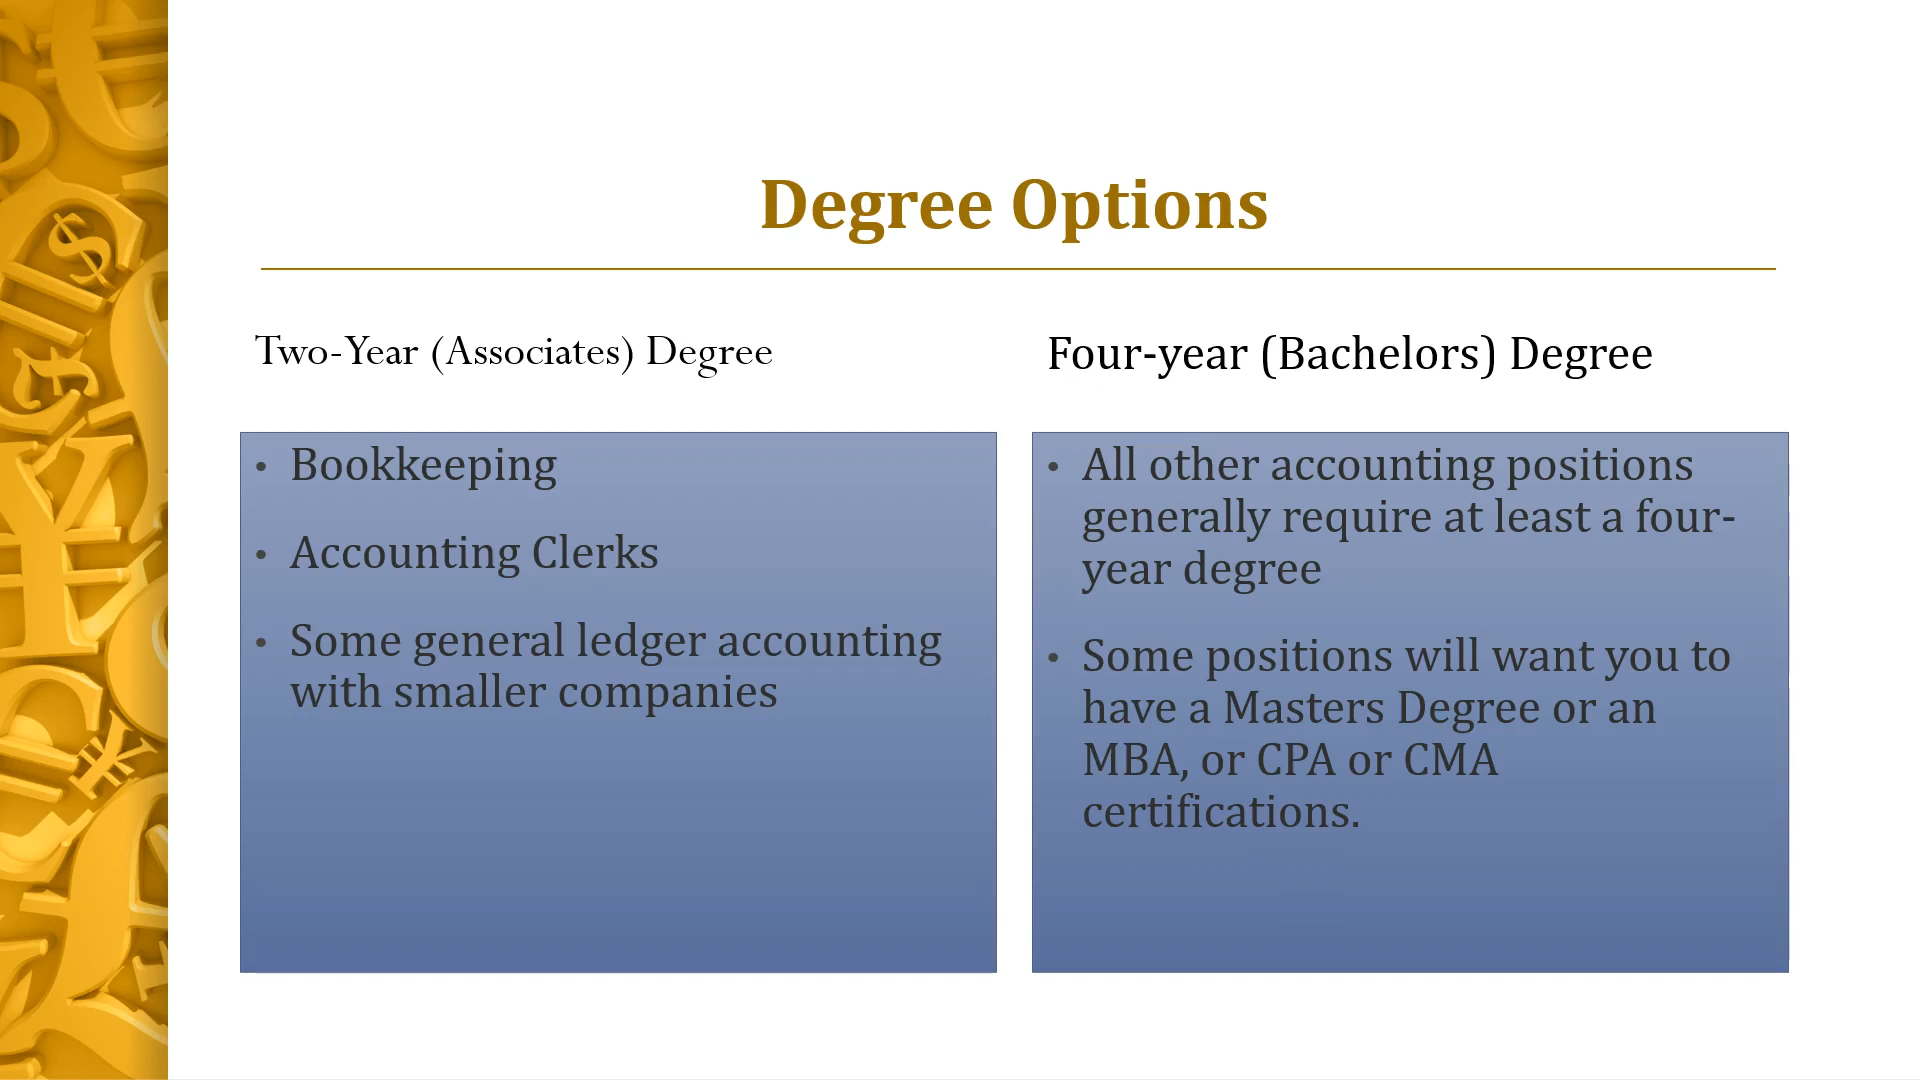 Degree Options
Two-Year (Associates) Degree
• Bookkeeping
• Accounting Clerks
• Some general ledger accounting
with smaller companies
Four-year (Bachelors) Degree
• All other accounting positions
generally require at least a four-
year degree
• Some positions will want you to
have a Masters Degree or an
MBA, or CPA or CMA
certifications.